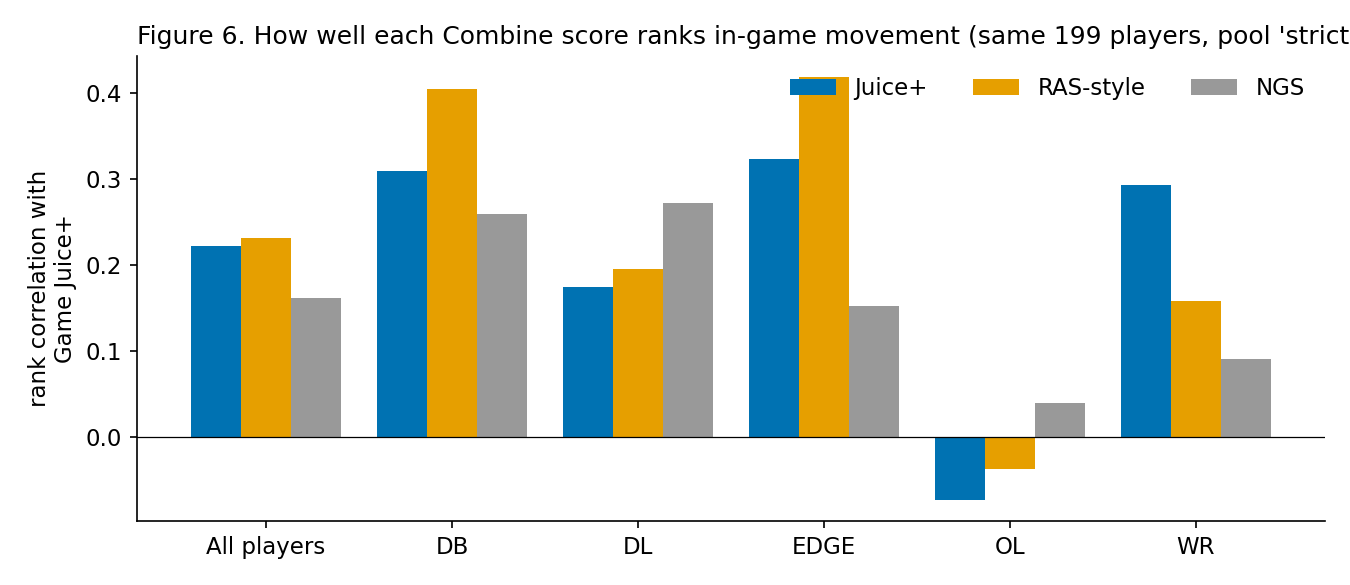 Figure 6. How well each Combine score ranks in-game movement (same 199 players, pool 'strict
Juice+
RAS-style
NGS
rank correlation with
Game Juice+
0.4
0.3
0.2
0.1
0.0
All players
DB
DL
EDGE
OL
WR